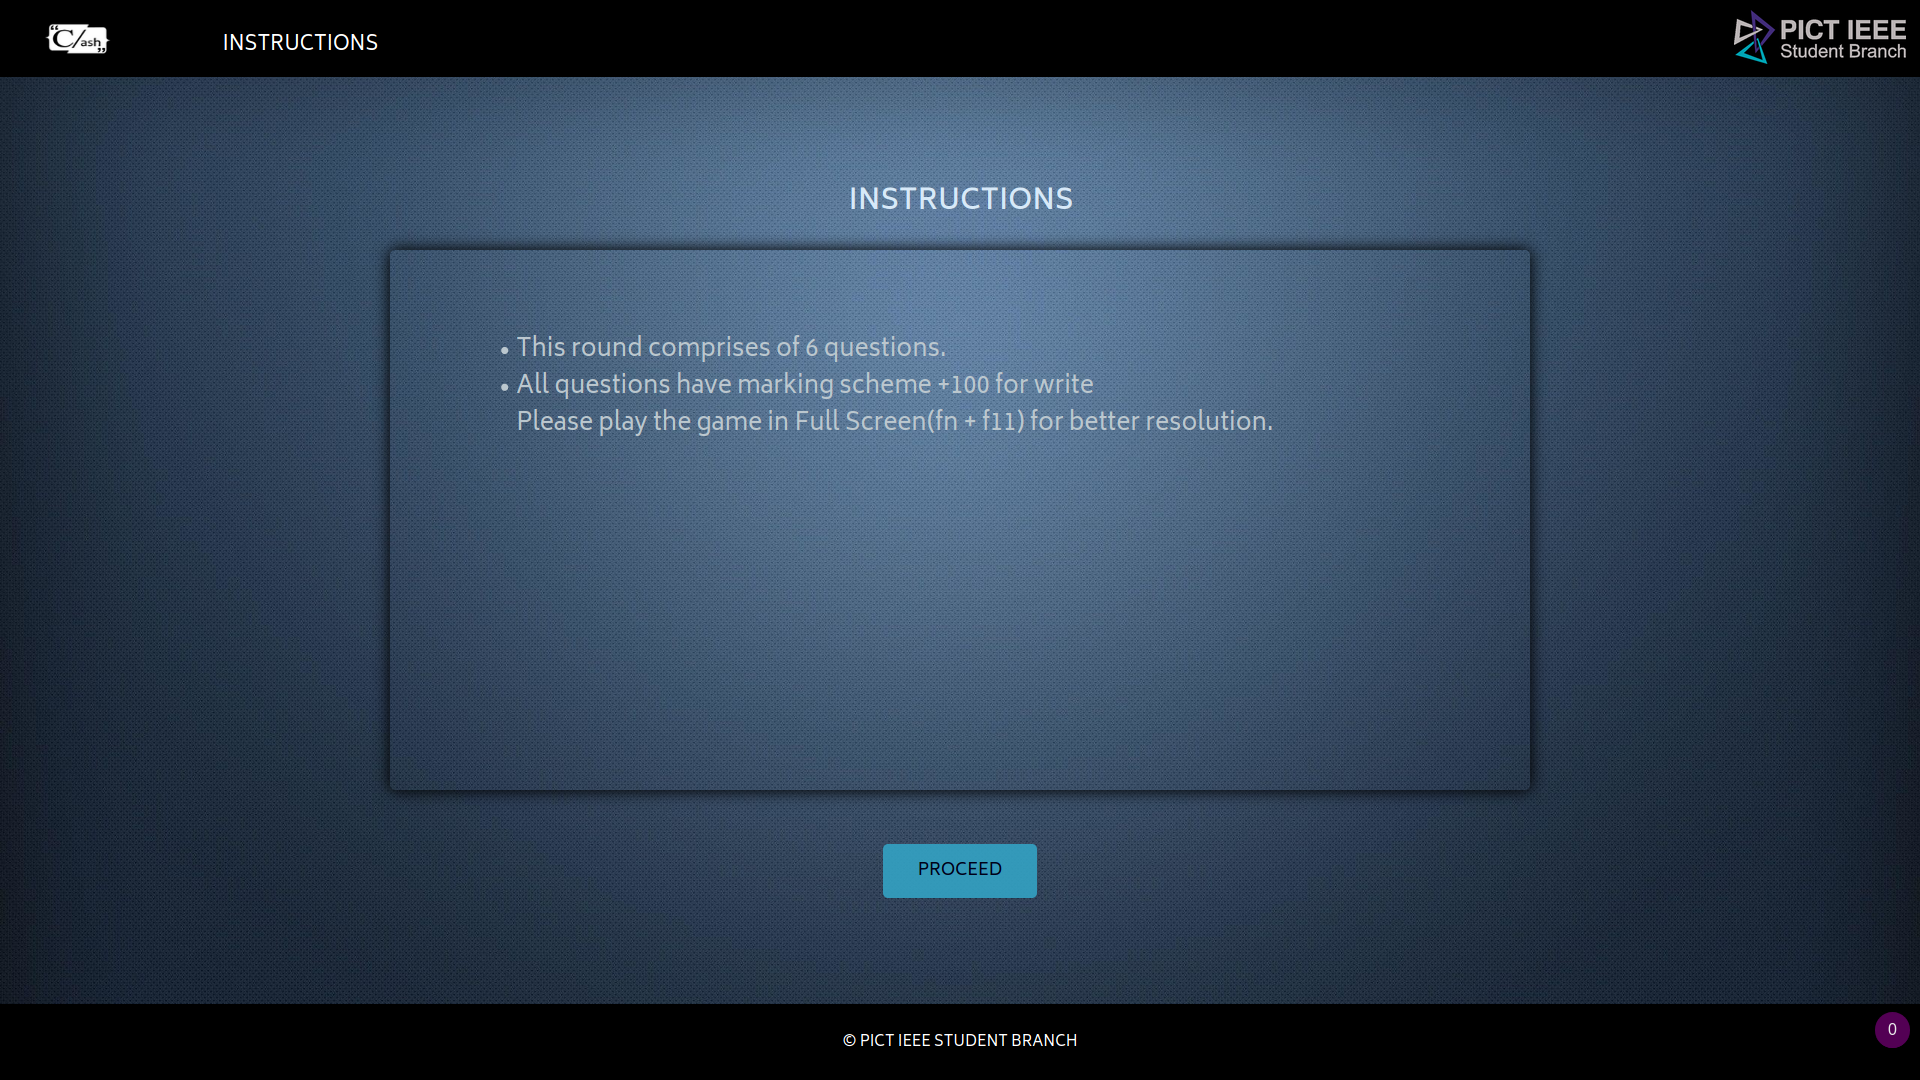 “C/ash”
INSTRUCTIONS
PICT IEEE
Student Branch
INSTRUCTIONS
• This round comprises of 6 questions.
• All questions have marking scheme +100 for write
Please play the game in Full Screen(fn + f11) for better resolution.
PROCEED
© PICT IEEE STUDENT BRANCH
0